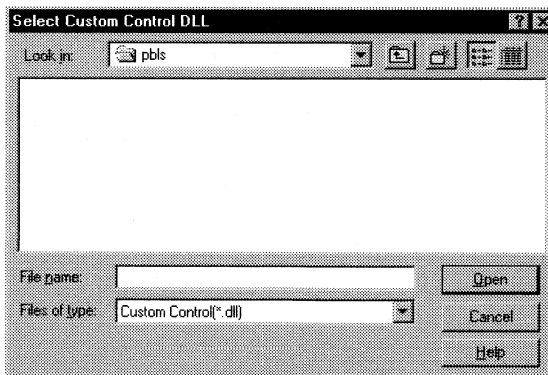 Select Custom Control DLL
Look in: pbls
File name:
Open
Files of type: Custom Control(*.dll)
Cancel
Help